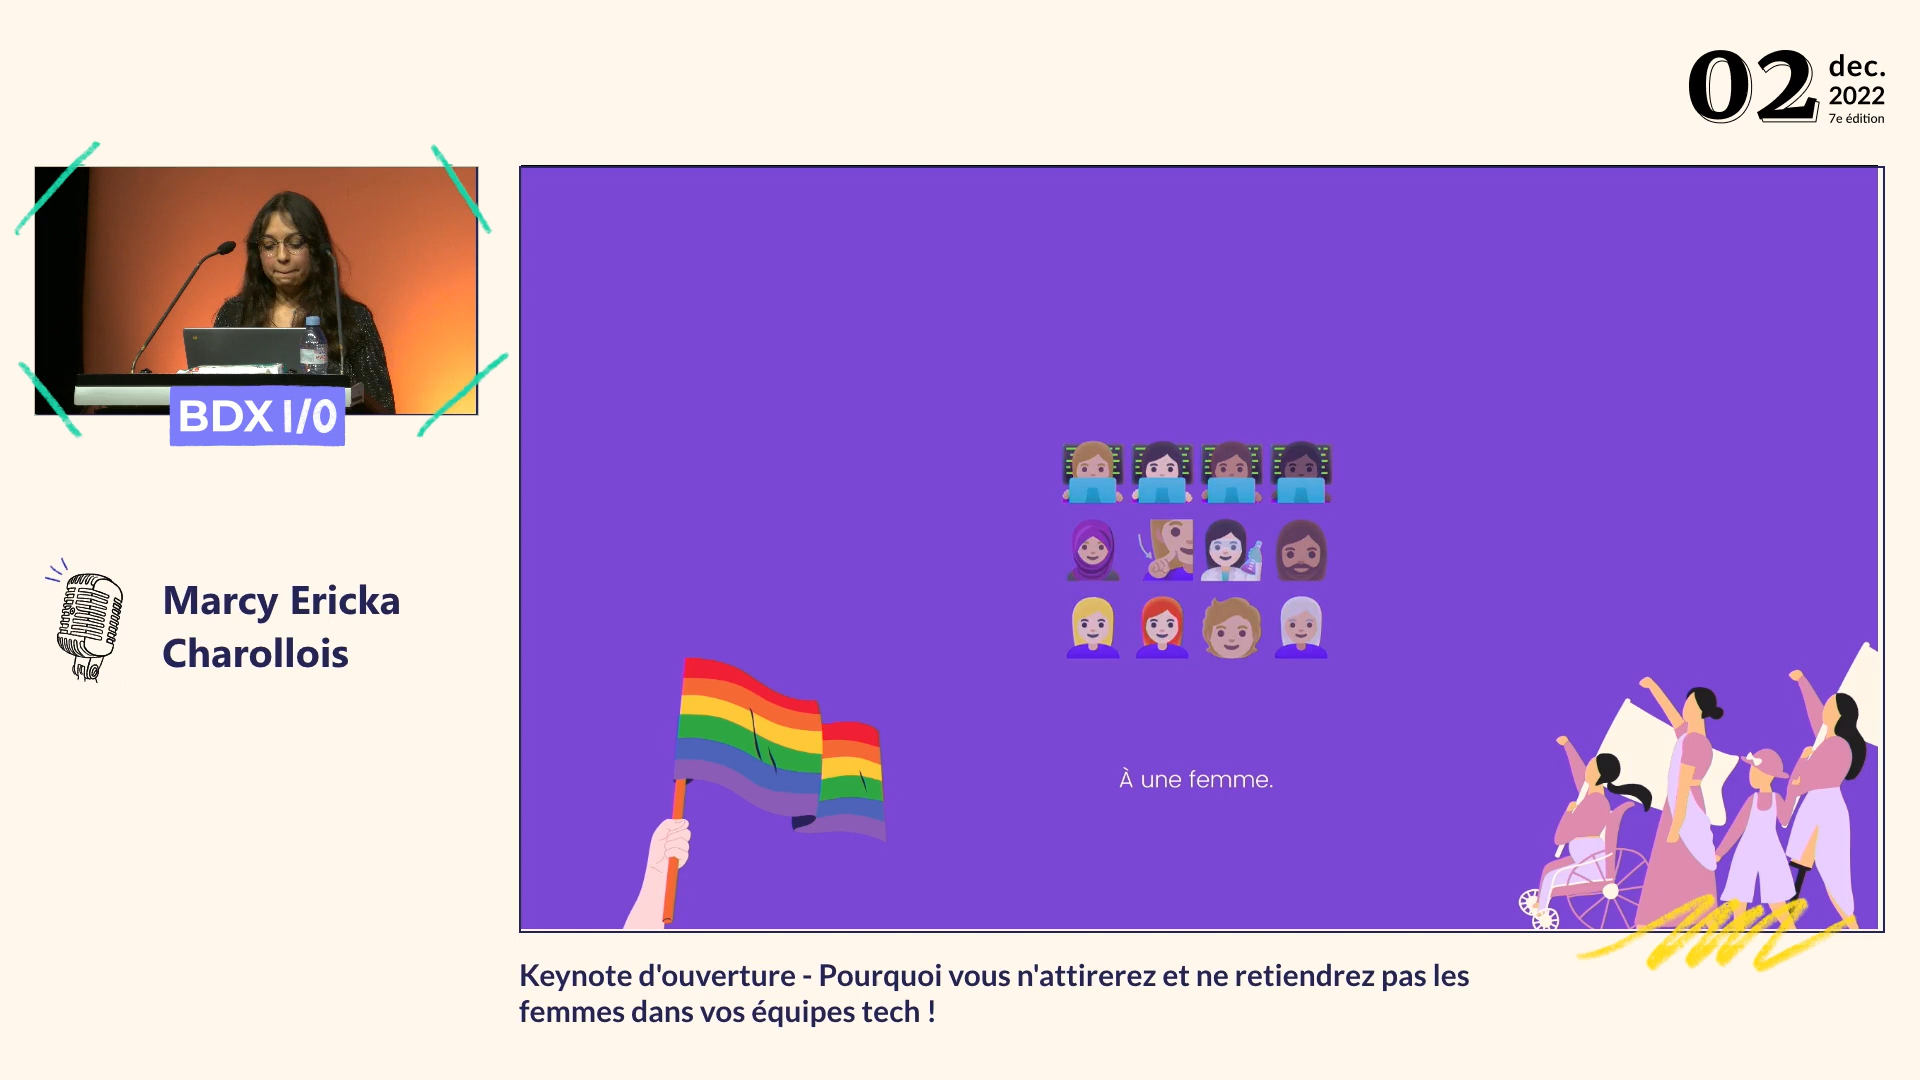 02
dec.
2022
7e édition
BDX I/O
Marcy Ericka
Charollois
À une femme.
Keynote d'ouverture - Pourquoi vous n'attirerez et ne retiendrez pas les
femmes dans vos équipes tech !